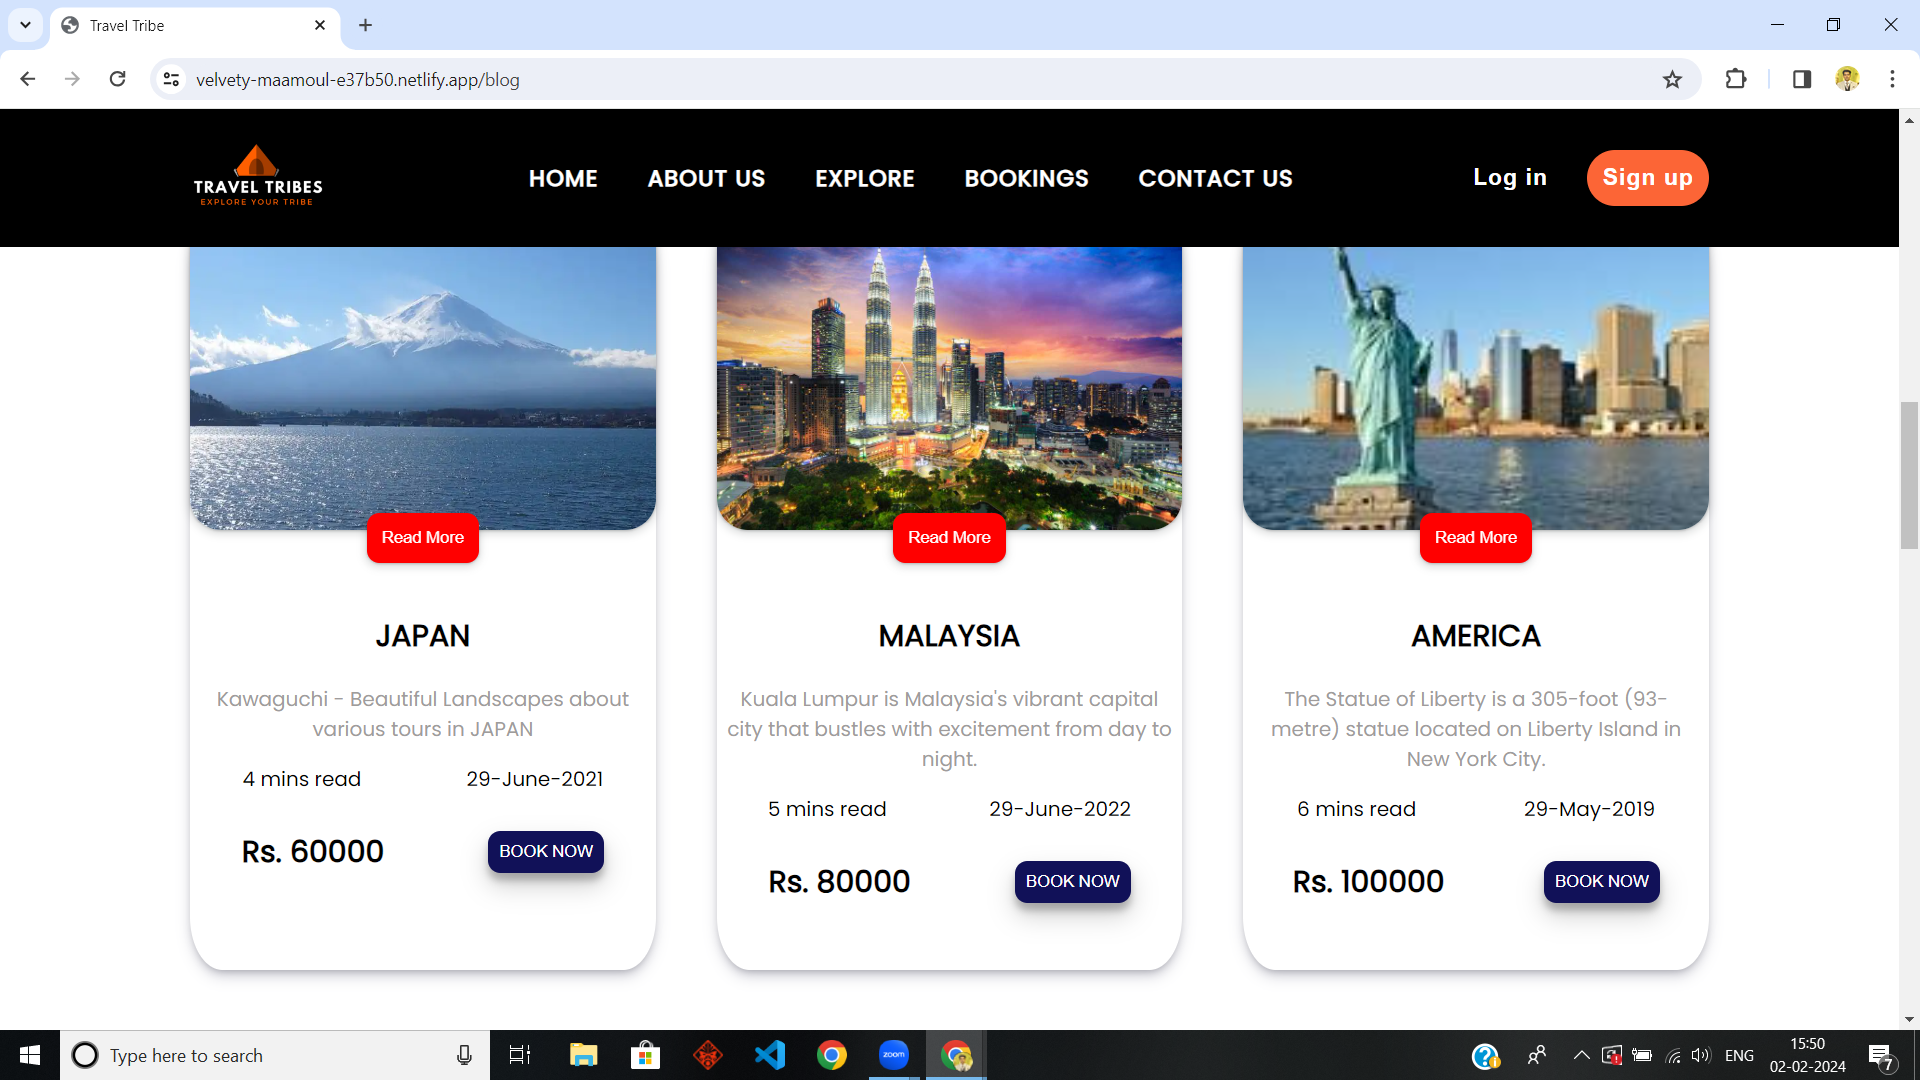 Travel Tribe
velvety-maamoul-e37b50.netlify.app/blog
TRAVEL TRIBES
EXPLORE YOUR TRIBE
HOME
ABOUT US
EXPLORE
BOOKINGS
CONTACT US
Log in
Sign up
Read More
JAPAN
Kawaguchi - Beautiful Landscapes about
various tours in JAPAN
4 mins read
29-June-2021
Rs. 60000
BOOK NOW
Read More
MALAYSIA
Kuala Lumpur is Malaysia's vibrant capital
city that bustles with excitement from day to
night.
5 mins read
29-June-2022
Rs. 80000
BOOK NOW
Read More
AMERICA
The Statue of Liberty is a 305-foot (93-
metre) statue located on Liberty Island in
New York City.
6 mins read
29-May-2019
Rs. 100000
BOOK NOW
Type here to search
zoom
ENG
15:50
02-02-2024
7